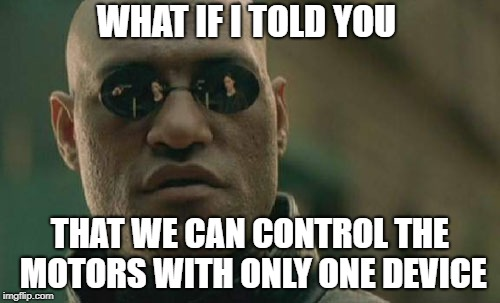 WHAT IF I TOLD YOU
THAT WE CAN CONTROL THE
MOTORS WITH ONLY ONE DEVICE
imgflip.com